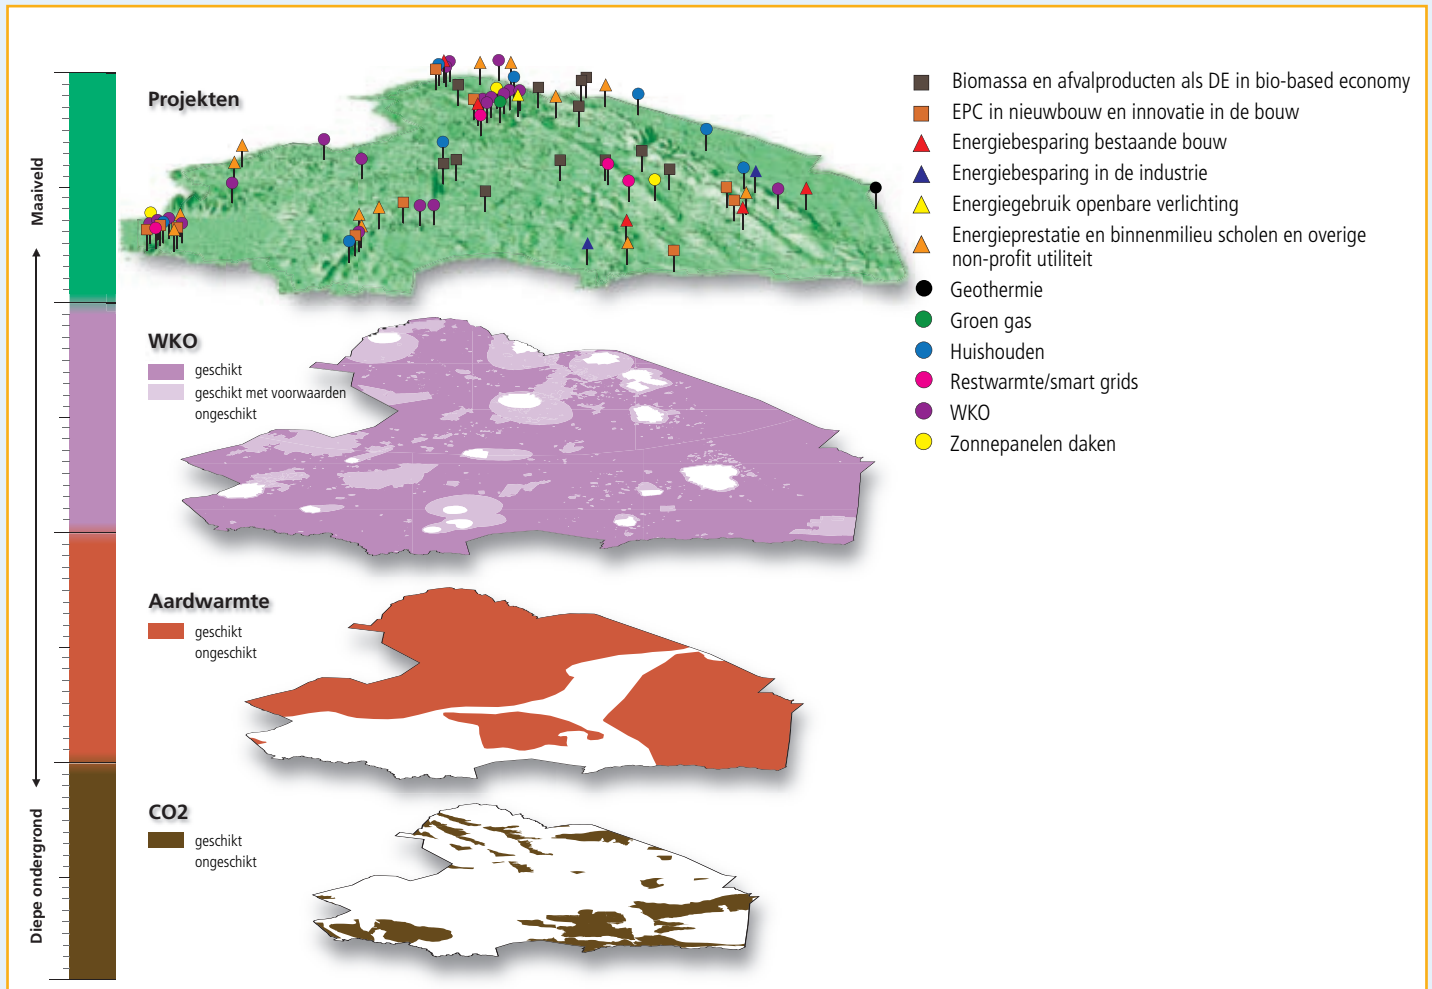 Maaiveld
Diepe ondergrond
Projekten
WKO
geschikt
geschikt met voorwaarden
ongeschikt
Aardwarmte
geschikt
ongeschikt
CO2
geschikt
ongeschikt
Biomassa en afvalproducten als DE in bio-based economy
EPC in nieuwbouw en innovatie in de bouw
Energiebesparing bestaande bouw
Energiebesparing in de industrie
Energiegebruik openbare verlichting
Energieprestatie en binnenmilieu scholen en overige
non-profit utiliteit
Geothermie
Groen gas
Huishouden
Restwarmte/smart grids
WKO
Zonnepanelen daken